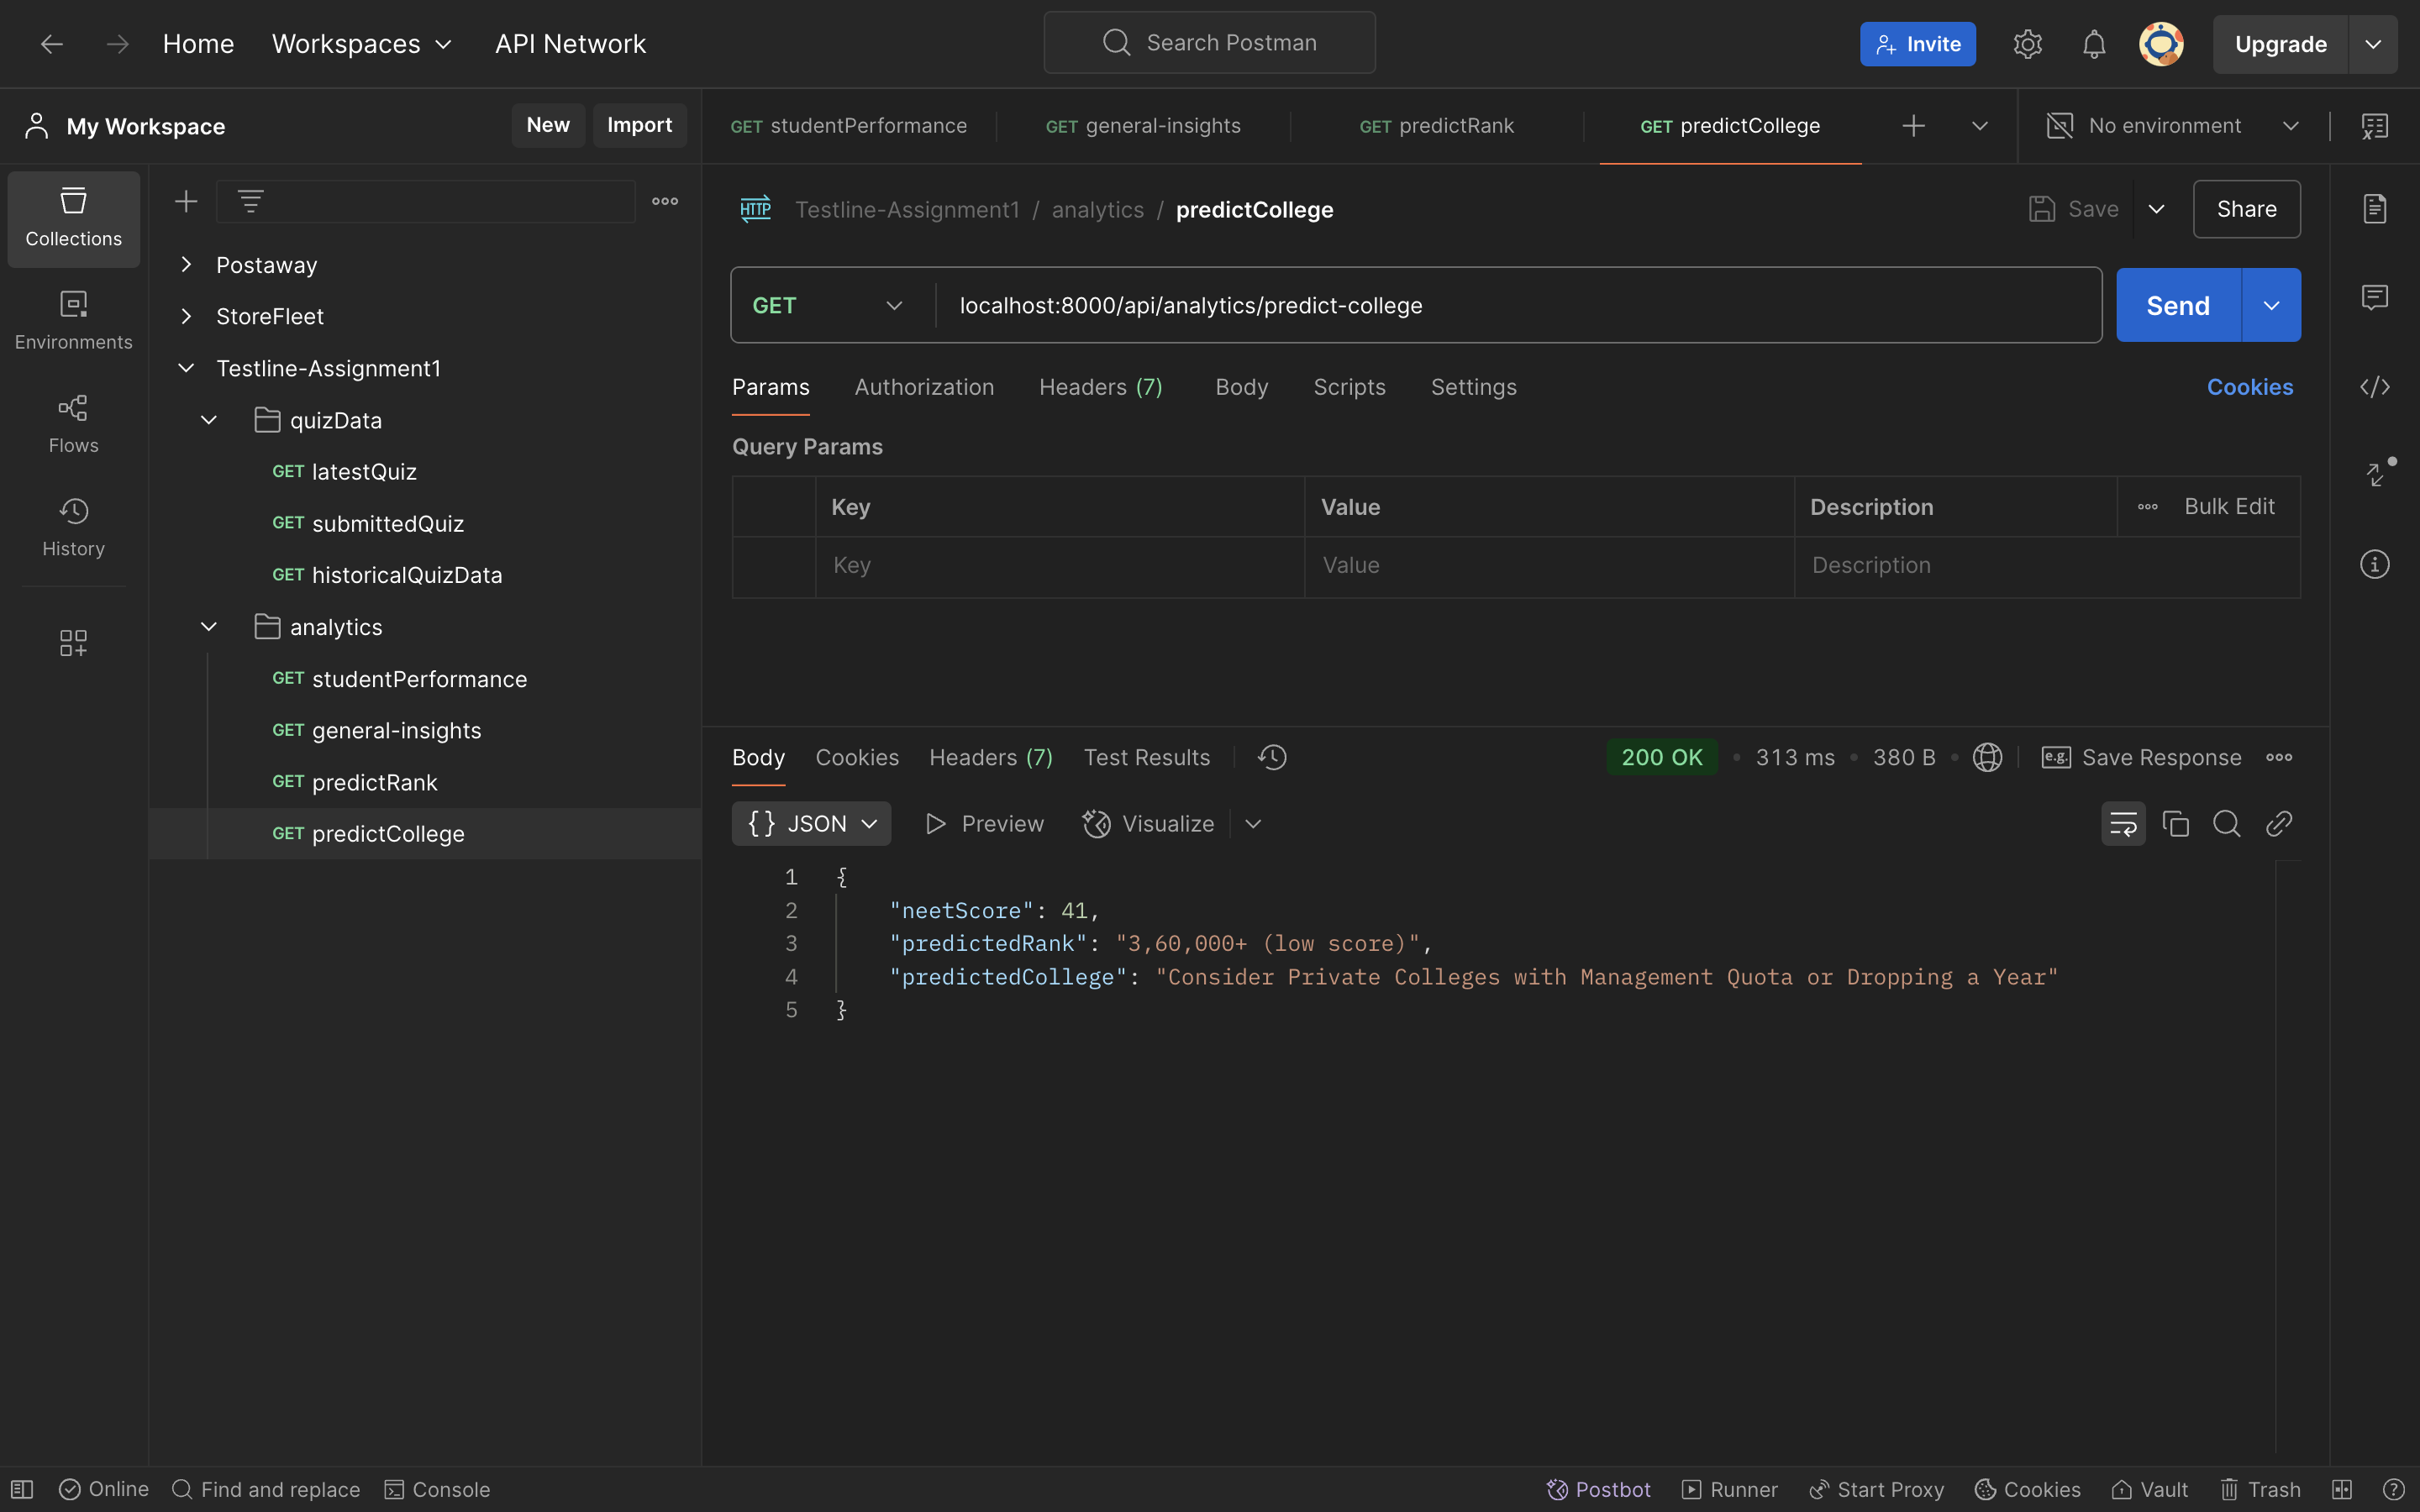 Home Workspaces API Network Search Postman Invite Upgrade
My Workspace New Import GET studentPerformance GET general-insights GET predictRank GET predictCollege No environment
Collections
Environments
Flows
History
Postaway
StoreFleet
Testline-Assignment1
quizData
GET latestQuiz
GET submittedQuiz
GET historicalQuizData
analytics
GET studentPerformance
GET general-insights
GET predictRank
GET predictCollege
HTTP Testline-Assignment1 / analytics / predictCollege Save Share
GET localhost:8000/api/analytics/predict-college Send
Params Authorization Headers (7) Body Scripts Settings Cookies
Query Params
Key Value Description Bulk Edit
Key Value Description
Body Cookies Headers (7) Test Results 200 OK 313 ms 380 B e.g. Save Response
{} JSON Preview Visualize
1 {
2 "neetScore": 41,
3 "predictedRank": "3,60,000+ (low score)",
4 "predictedCollege": "Consider Private Colleges with Management Quota or Dropping a Year"
5 }
Online Find and replace Console Postbot Runner Start Proxy Cookies Vault Trash